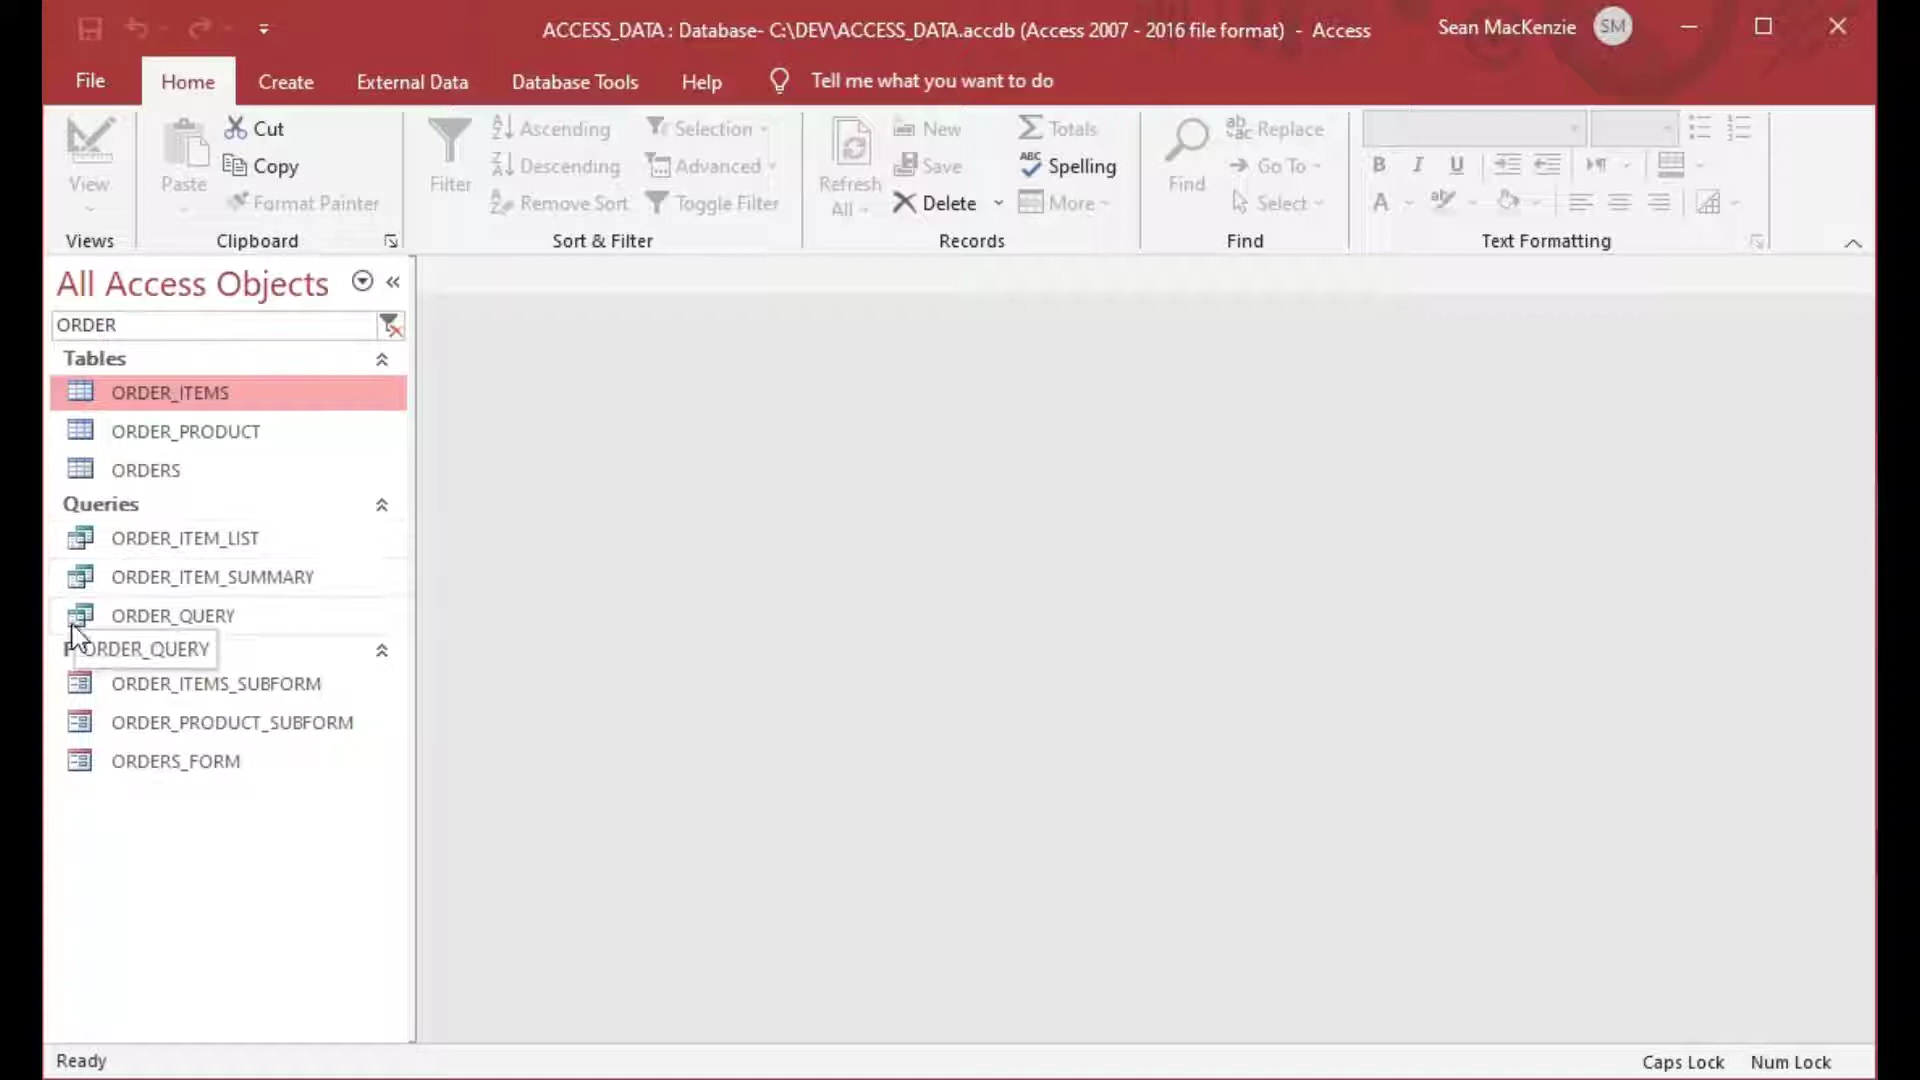 ACCESS_DATA : Database- C:\DEV\ACCESS_DATA.accdb (Access 2007 - 2016 file format) - Access
Sean MacKenzie SM
File Home Create External Data Database Tools Help Tell me what you want to do
View
Views
Paste
Cut
Copy
Format Painter
Clipboard
Filter
Ascending
Descending
Remove Sort
Selection
Advanced
Toggle Filter
Sort & Filter
Refresh
All
New
Save
Delete
Totals
Spelling
More
Records
Find
Replace
Go To
Select
Find
B I U
A
Text Formatting
All Access Objects
ORDER
Tables
ORDER_ITEMS
ORDER_PRODUCT
ORDERS
Queries
ORDER_ITEM_LIST
ORDER_ITEM_SUMMARY
ORDER_QUERY
ORDER_QUERY
ORDER_ITEMS_SUBFORM
ORDER_PRODUCT_SUBFORM
ORDERS_FORM
Ready
Caps Lock Num Lock